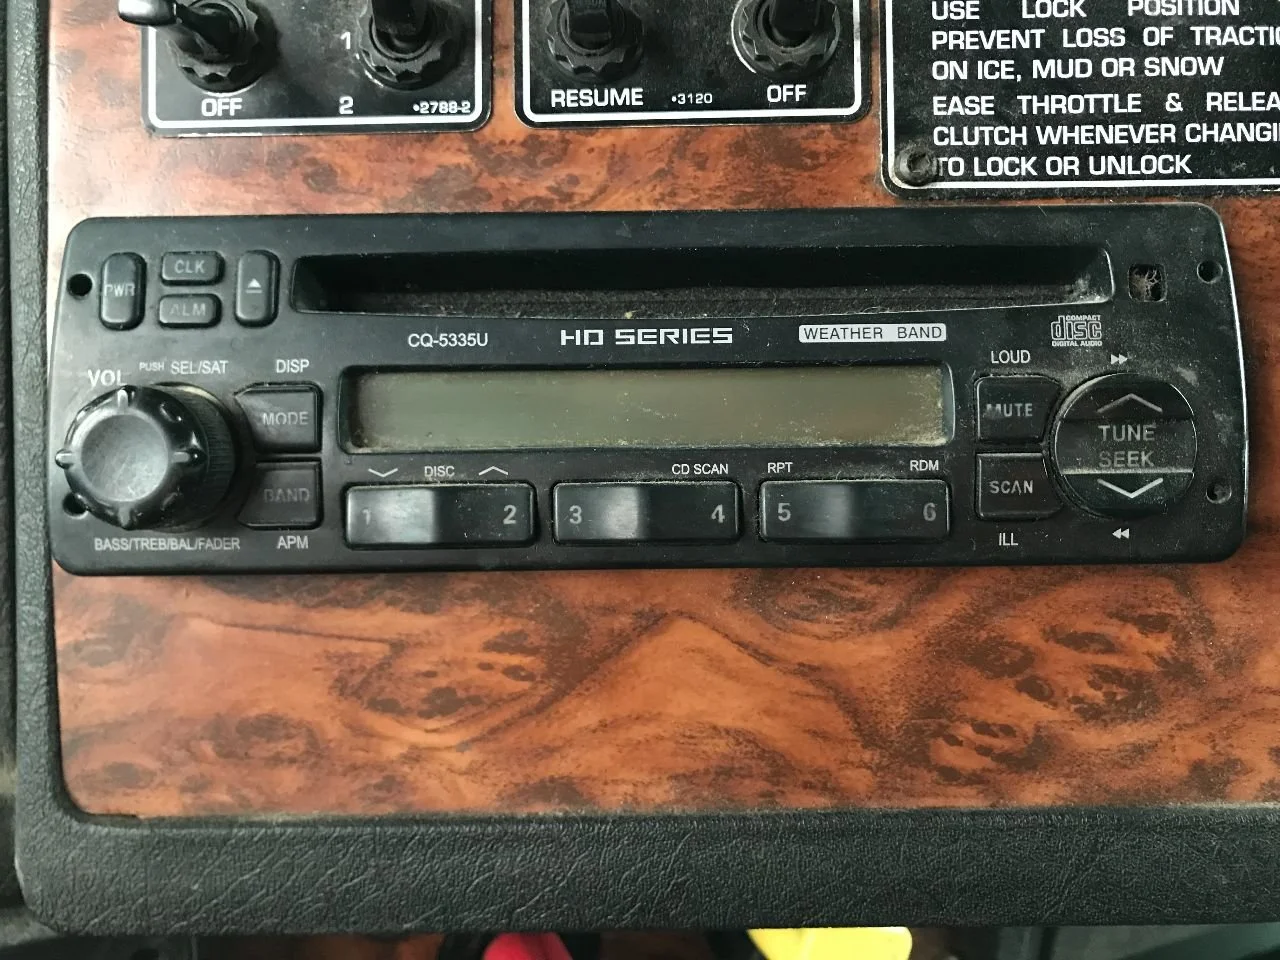 OFF
1
2
•2788-2
RESUME
•3120
OFF
USE LOCK POSITION
PREVENT LOSS OF TRACTIO
ON ICE, MUD OR SNOW
EASE THROTTLE & RELEA
CLUTCH WHENEVER CHANGI
TO LOCK OR UNLOCK
PWR
CLK
ALM
CQ-5335U
HD SERIES
WEATHER BAND
COMPACT
disc
DIGITAL AUDIO
VOL
PUSH SEL/SAT
DISP
MODE
BAND
BASS/TREB/BAL/FADER
APM
DISC
CD SCAN
RPT
RDM
1
2
3
4
5
6
LOUD
MUTE
SCAN
ILL
TUNE
SEEK